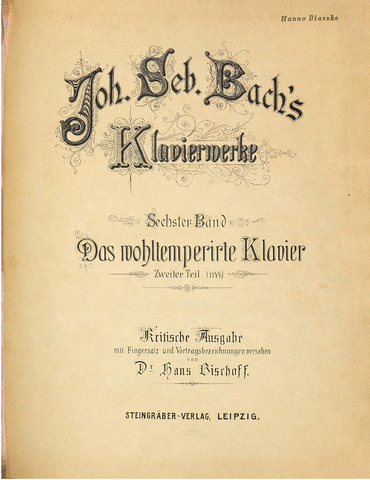 Hanno Blaszke
Joh. Seb. Bach's
Klavierwerke
Sechster Band
Das wohltemperirte Klavier
Zweiter Teil (1744)
Kritische Ausgabe
mit Fingersatz und Vortragsbezeichnungen versehen
von
Dr. Hans Bischoff.
STEINGRÄBER-VERLAG, LEIPZIG.